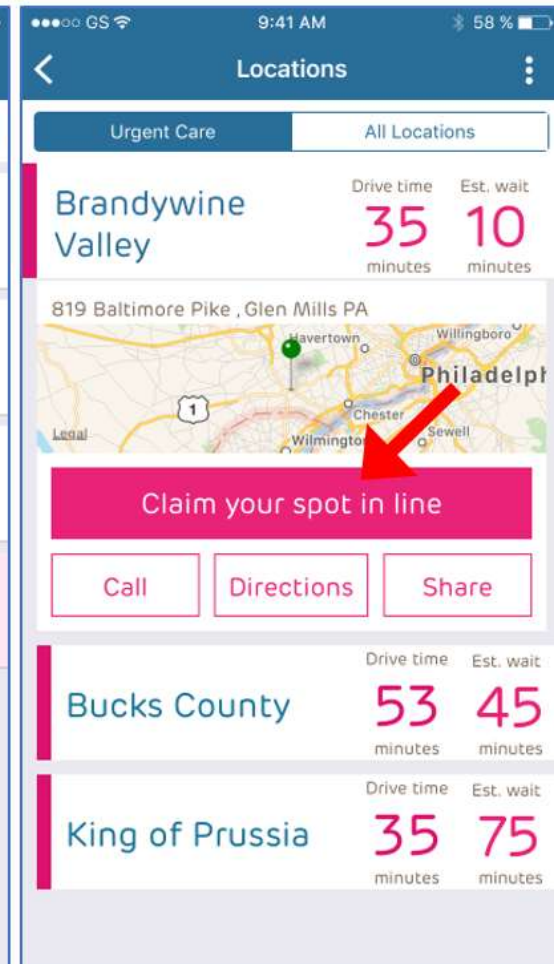 GS 9:41 AM 58 %
Locations
Urgent Care All Locations
Drive time Est. wait
Brandywine Valley 35 10
minutes minutes
819 Baltimore Pike , Glen Mills PA
Havertown Willingboro
Philadelph
1
Chester
Legal Wilmingto Sewell
Claim your spot in line
Call Directions Share
Drive time Est. wait
Bucks County 53 45
minutes minutes
Drive time Est. wait
King of Prussia 35 75
minutes minutes